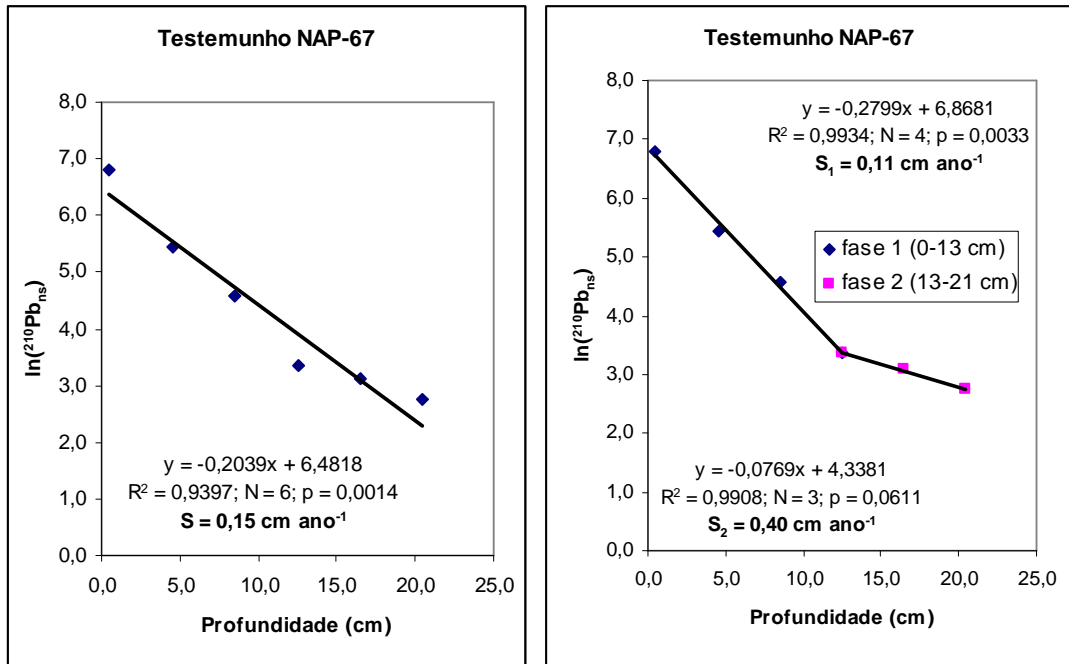 Testemunho NAP-67
8,0
7,0
6,0
5,0
4,0
3,0
2,0
1,0
0,0
ln(²¹⁰Pbₙₛ)
y = -0,2039x + 6,4818
R² = 0,9397; N = 6; p = 0,0014
S = 0,15 cm ano⁻¹
0,0 5,0 10,0 15,0 20,0 25,0
Profundidade (cm)
Testemunho NAP-67
8,0
7,0
6,0
5,0
4,0
3,0
2,0
1,0
0,0
ln(²¹⁰Pbₙₛ)
y = -0,2799x + 6,8681
R² = 0,9934; N = 4; p = 0,0033
S₁ = 0,11 cm ano⁻¹
fase 1 (0-13 cm)
fase 2 (13-21 cm)
y = -0,0769x + 4,3381
R² = 0,9908; N = 3; p = 0,0611
S₂ = 0,40 cm ano⁻¹
0,0 5,0 10,0 15,0 20,0 25,0
Profundidade (cm)